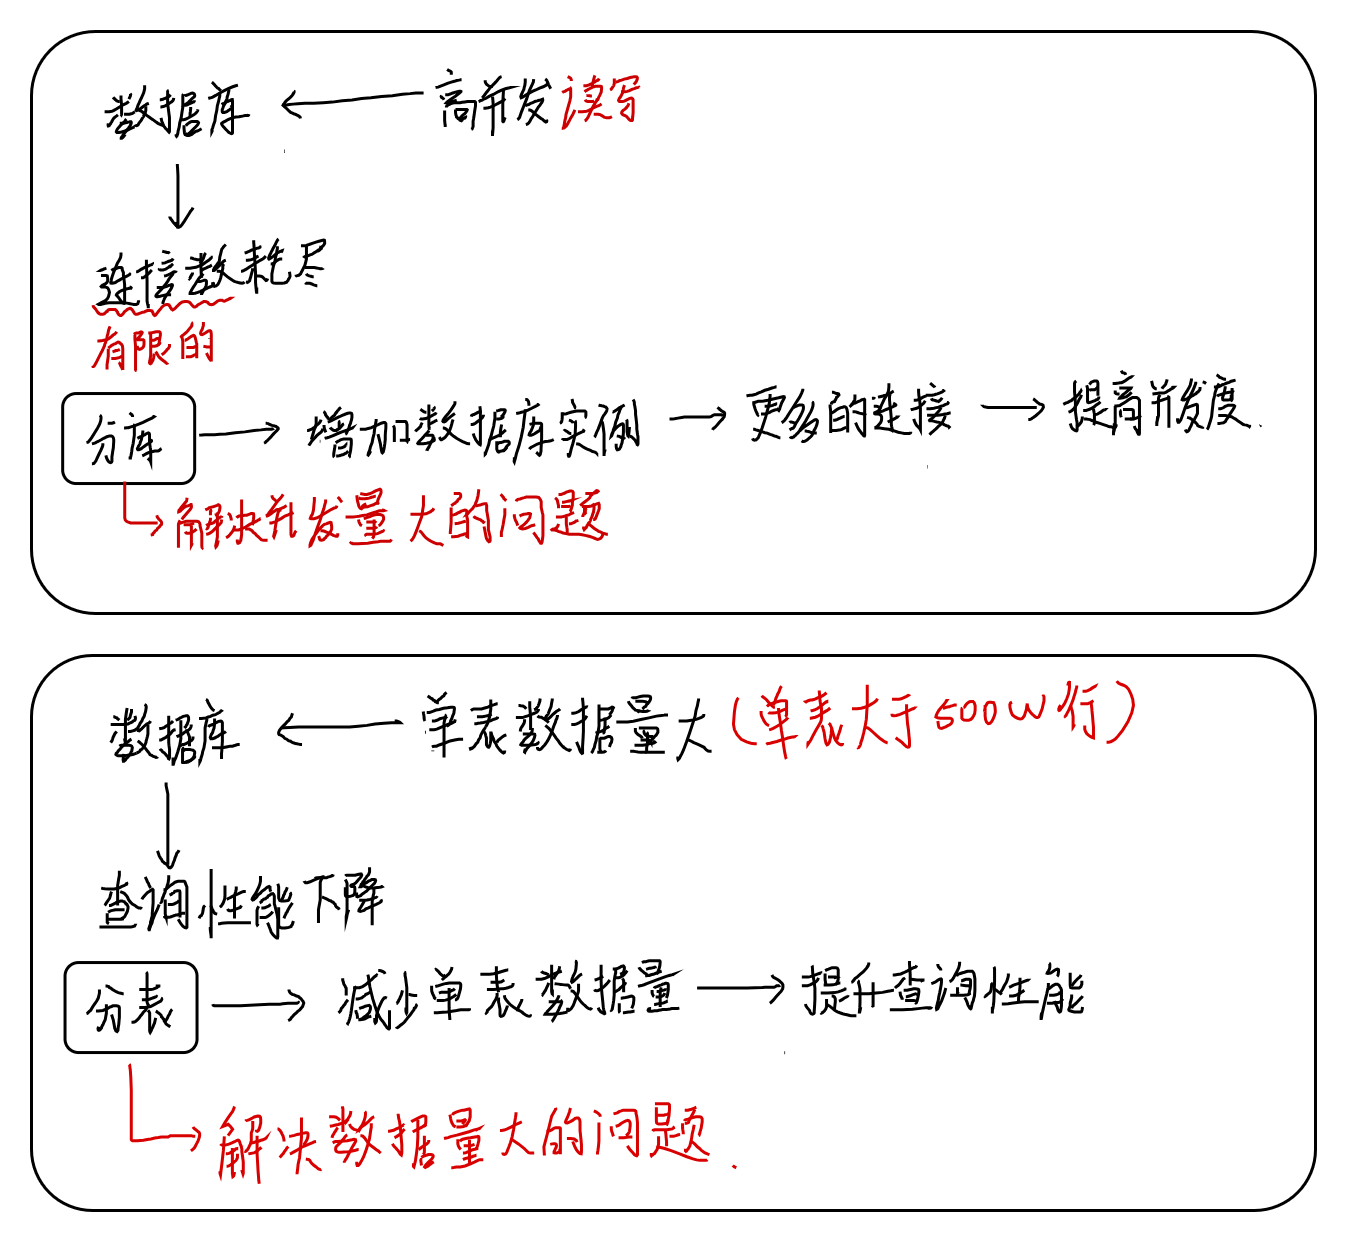 数据库 ← 高并发读写
连接数耗尽
有限的
分库 → 增加数据库实例 → 更多的连接 → 提高并发度.
解决并发量大的问题
数据库 ← 单表数据量大(单表大于500W行)
查询性能下降
分表 → 减少单表数据量 → 提升查询性能
解决数据量大的问题.